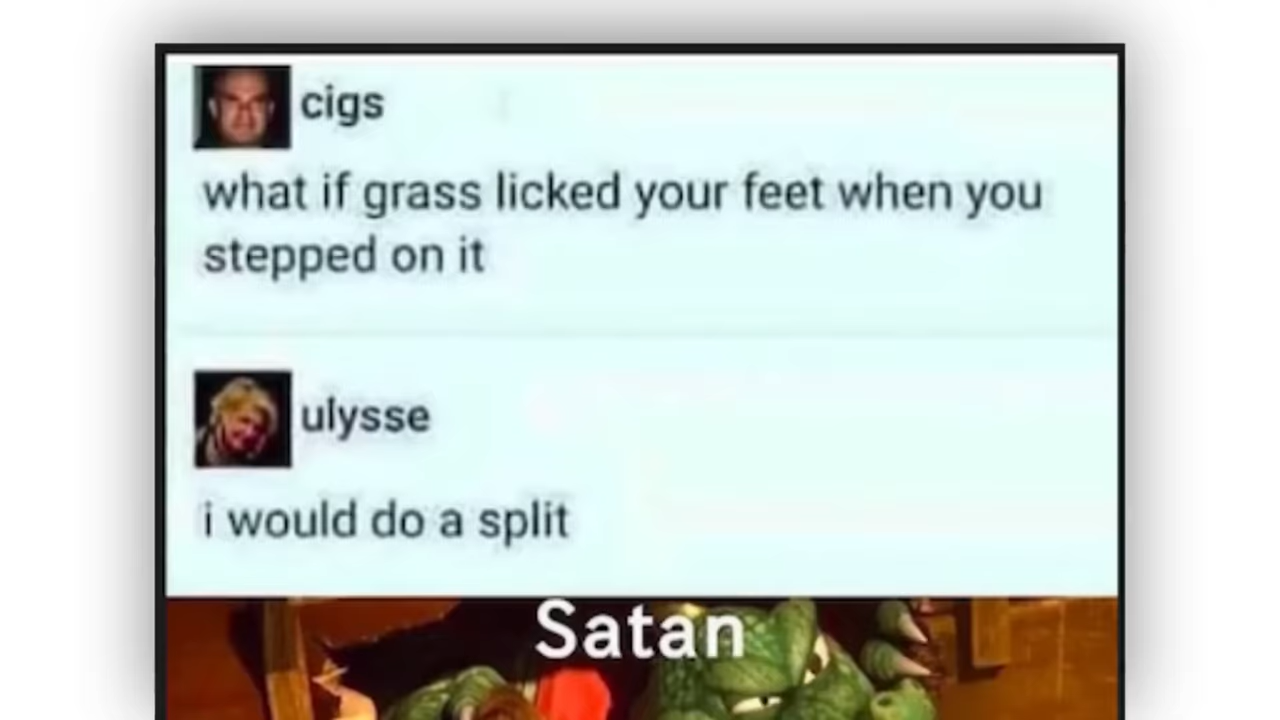 cigs
what if grass licked your feet when you
stepped on it
ulysse
i would do a split
Satan